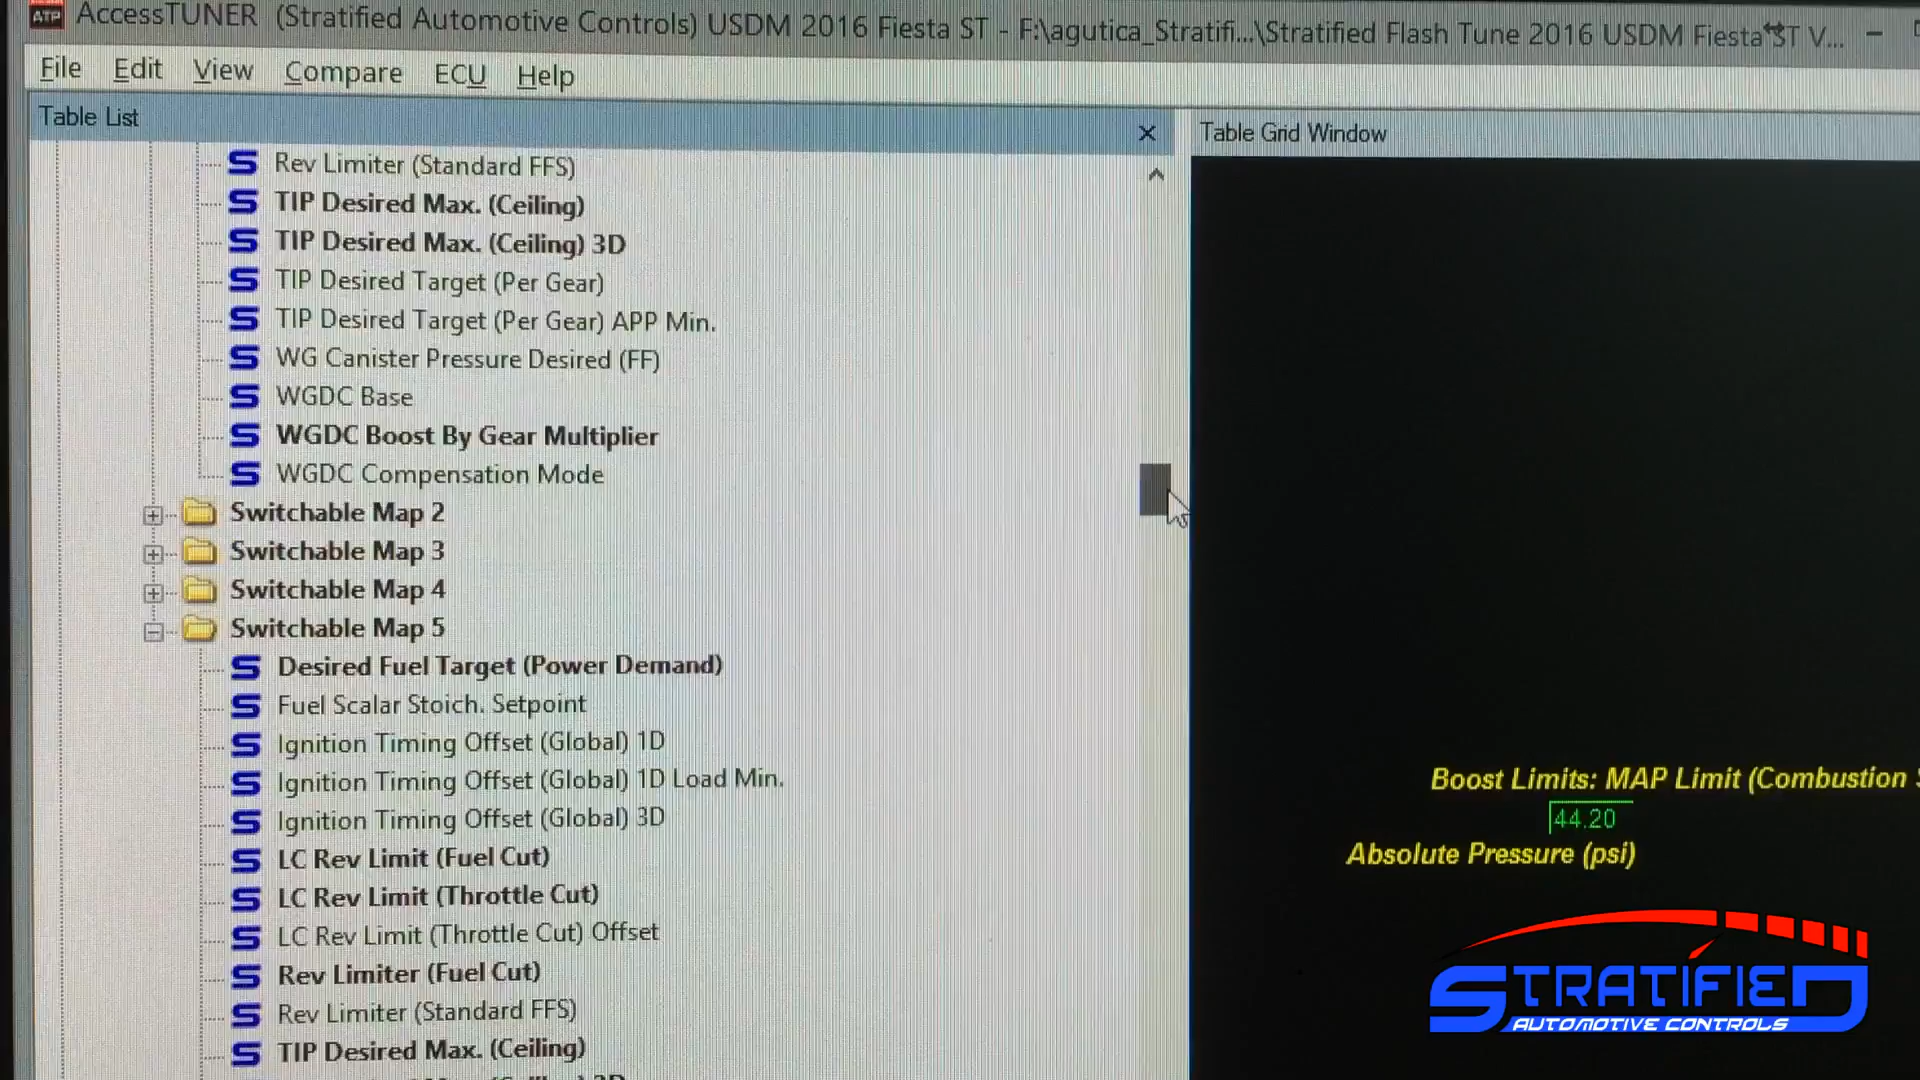 ATP
AccessTUNER (Stratified Automotive Controls) USDM 2016 Fiesta ST - F:\agutica_Stratifi...\Stratified Flash Tune 2016 USDM Fiesta ST V...
File Edit View Compare ECU Help
Table List
Table Grid Window
Rev Limiter (Standard FFS)
TIP Desired Max. (Ceiling)
TIP Desired Max. (Ceiling) 3D
TIP Desired Target (Per Gear)
TIP Desired Target (Per Gear) APP Min.
WG Canister Pressure Desired (FF)
WGDC Base
WGDC Boost By Gear Multiplier
WGDC Compensation Mode
Switchable Map 2
Switchable Map 3
Switchable Map 4
Switchable Map 5
Desired Fuel Target (Power Demand)
Fuel Scalar Stoich. Setpoint
Ignition Timing Offset (Global) 1D
Ignition Timing Offset (Global) 1D Load Min.
Ignition Timing Offset (Global) 3D
LC Rev Limit (Fuel Cut)
LC Rev Limit (Throttle Cut)
LC Rev Limit (Throttle Cut) Offset
Rev Limiter (Fuel Cut)
Rev Limiter (Standard FFS)
TIP Desired Max. (Ceiling)
Boost Limits: MAP Limit (Combustion
44.20
Absolute Pressure (psi)
STRATIFIED
AUTOMOTIVE CONTROLS